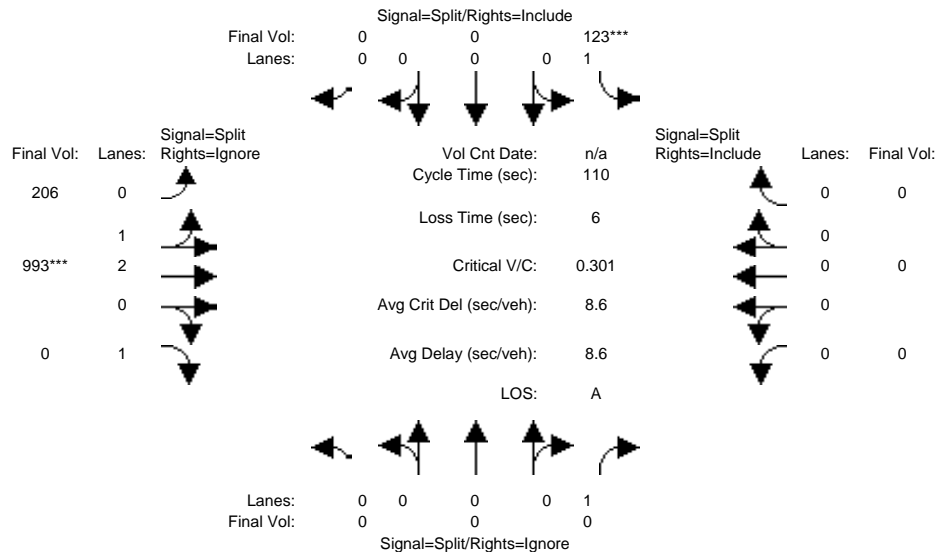 Signal=Split/Rights=Include
Final Vol: 0 0 123***
Lanes: 0 0 0 0 1
Signal=Split
Final Vol: Lanes: Rights=Ignore
Vol Cnt Date: n/a
Signal=Split
Rights=Include Lanes: Final Vol:
Cycle Time (sec): 110
206 0
0 0
Loss Time (sec): 6
1
0
993*** 2
Critical V/C: 0.301
0 0
0
Avg Crit Del (sec/veh): 8.6
0
0 1
Avg Delay (sec/veh): 8.6
0 0
LOS: A
Lanes: 0 0 0 0 1
Final Vol: 0 0 0
Signal=Split/Rights=Ignore